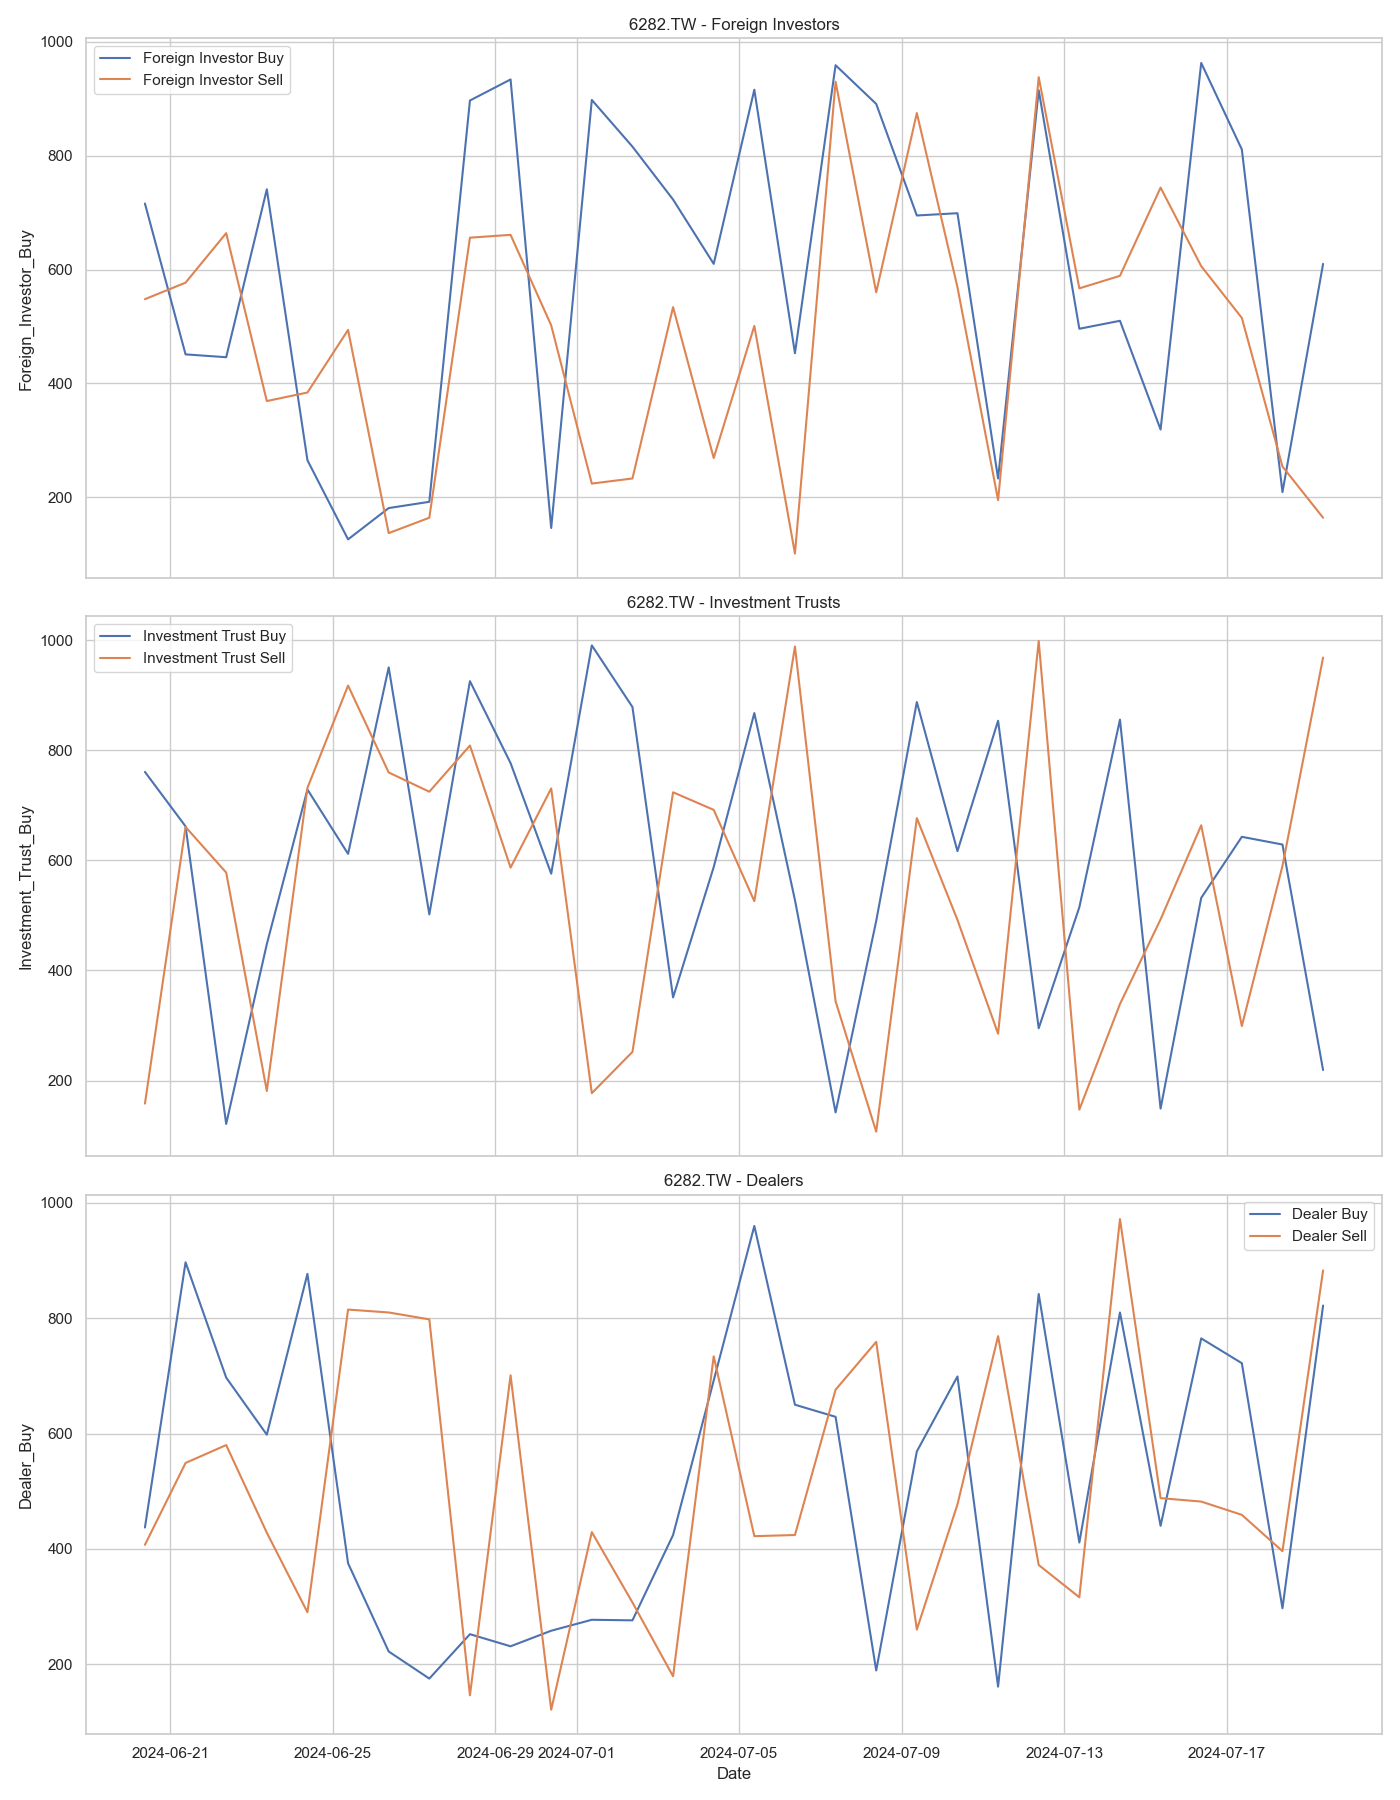 6282.TW - Foreign Investors
Foreign Investor Buy
Foreign Investor Sell
Foreign_Investor_Buy
1000
800
600
400
200
6282.TW - Investment Trusts
Investment Trust Buy
Investment Trust Sell
Investment_Trust_Buy
1000
800
600
400
200
6282.TW - Dealers
Dealer Buy
Dealer Sell
Dealer_Buy
1000
800
600
400
200
2024-06-21 2024-06-25 2024-06-29 2024-07-01 2024-07-05 2024-07-09 2024-07-13 2024-07-17
Date